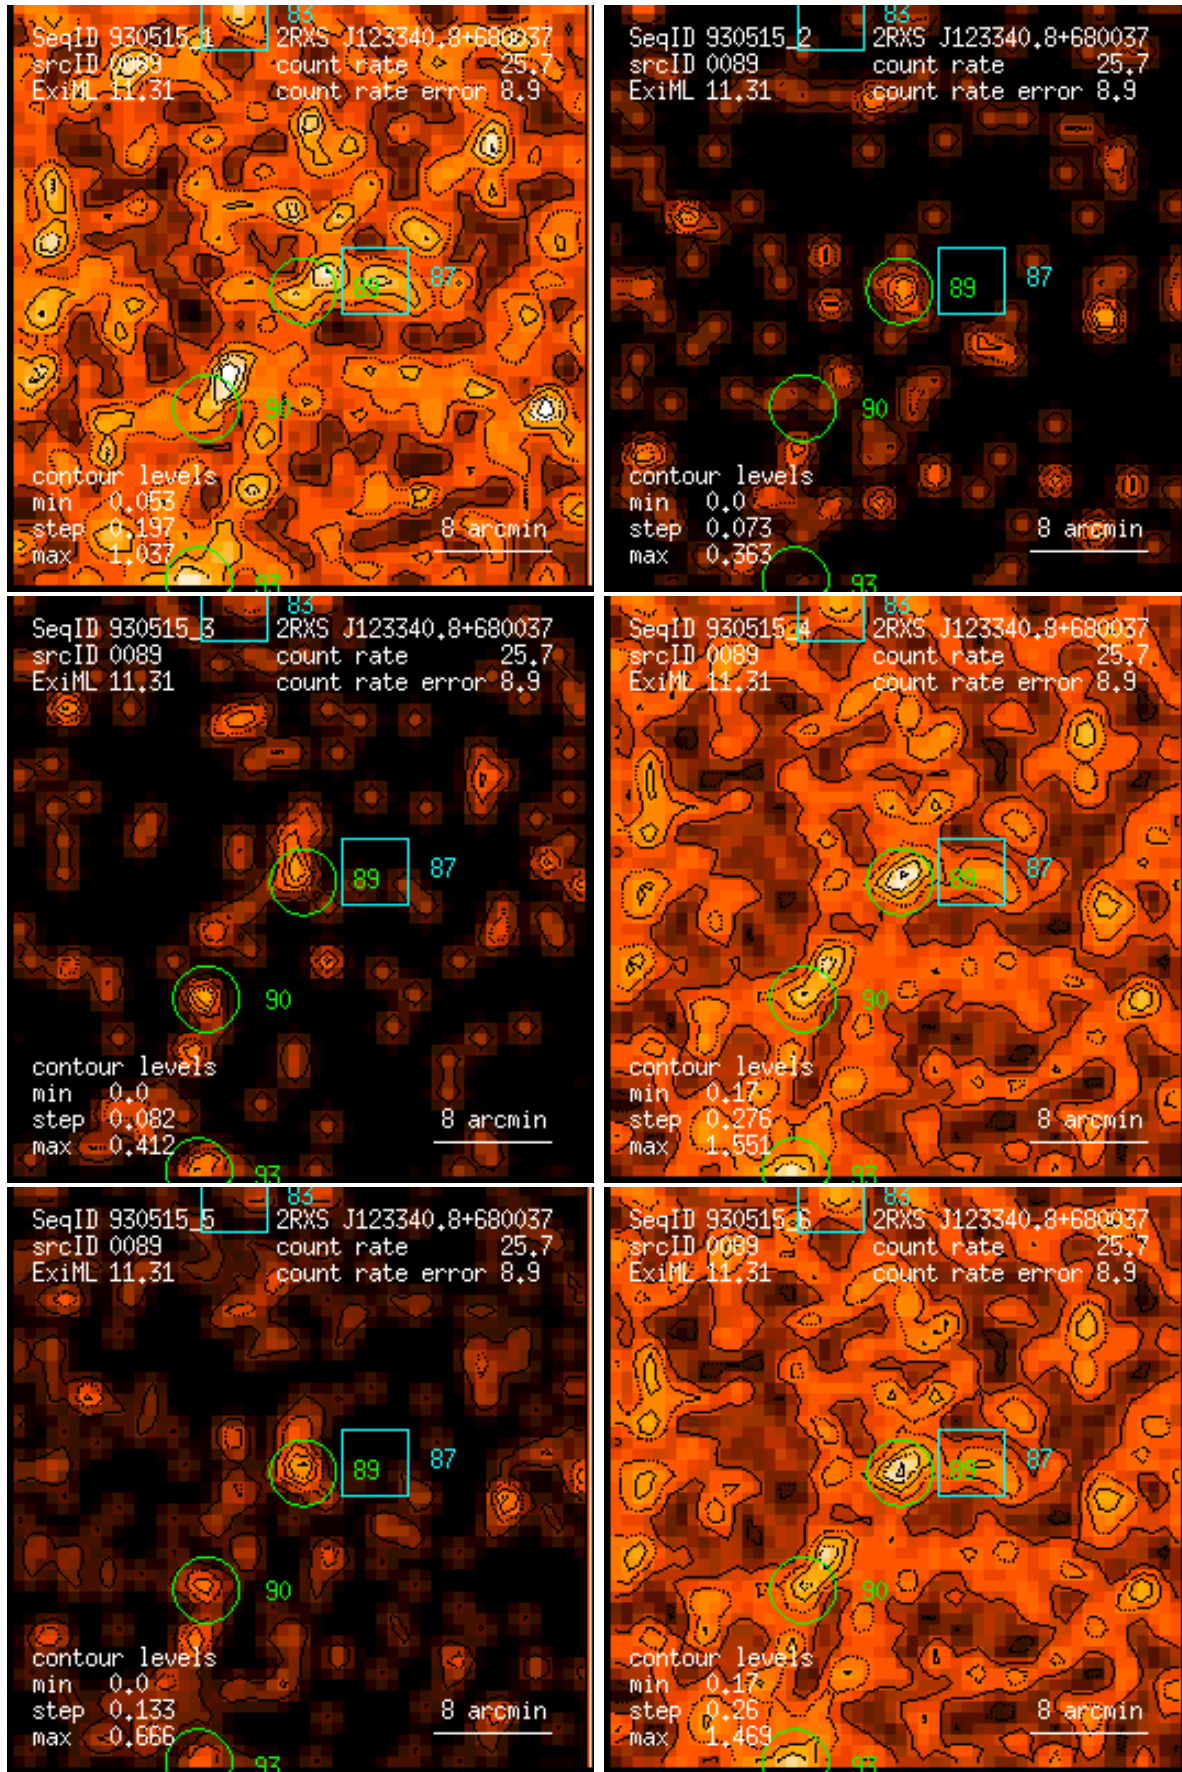 83
SeqID 930515_1 2RXS J123340.8+680037
srcID 0089 count rate 25.7
ExiML 11.31 count rate error 8.9
87
89
90
contour levels
min 0.053
step 0.197
max 1.037
8 arcmin
93
83
SeqID 930515_2 2RXS J123340.8+680037
srcID 0089 count rate 25.7
ExiML 11.31 count rate error 8.9
87
89
90
contour levels
min 0.0
step 0.073
max 0.363
8 arcmin
93
83
SeqID 930515_3 2RXS J123340.8+680037
srcID 0089 count rate 25.7
ExiML 11.31 count rate error 8.9
87
89
90
contour levels
min 0.0
step 0.082
max 0.412
8 arcmin
93
83
SeqID 930515_4 2RXS J123340.8+680037
srcID 0089 count rate 25.7
ExiML 11.31 count rate error 8.9
87
89
90
contour levels
min 0.17
step 0.276
max 1.551
8 arcmin
93
83
SeqID 930515_5 2RXS J123340.8+680037
srcID 0089 count rate 25.7
ExiML 11.31 count rate error 8.9
87
89
90
contour levels
min 0.0
step 0.133
max 0.666
8 arcmin
93
83
SeqID 930515_6 2RXS J123340.8+680037
srcID 0089 count rate 25.7
ExiML 11.31 count rate error 8.9
87
89
90
contour levels
min 0.17
step 0.26
max 1.469
8 arcmin
93